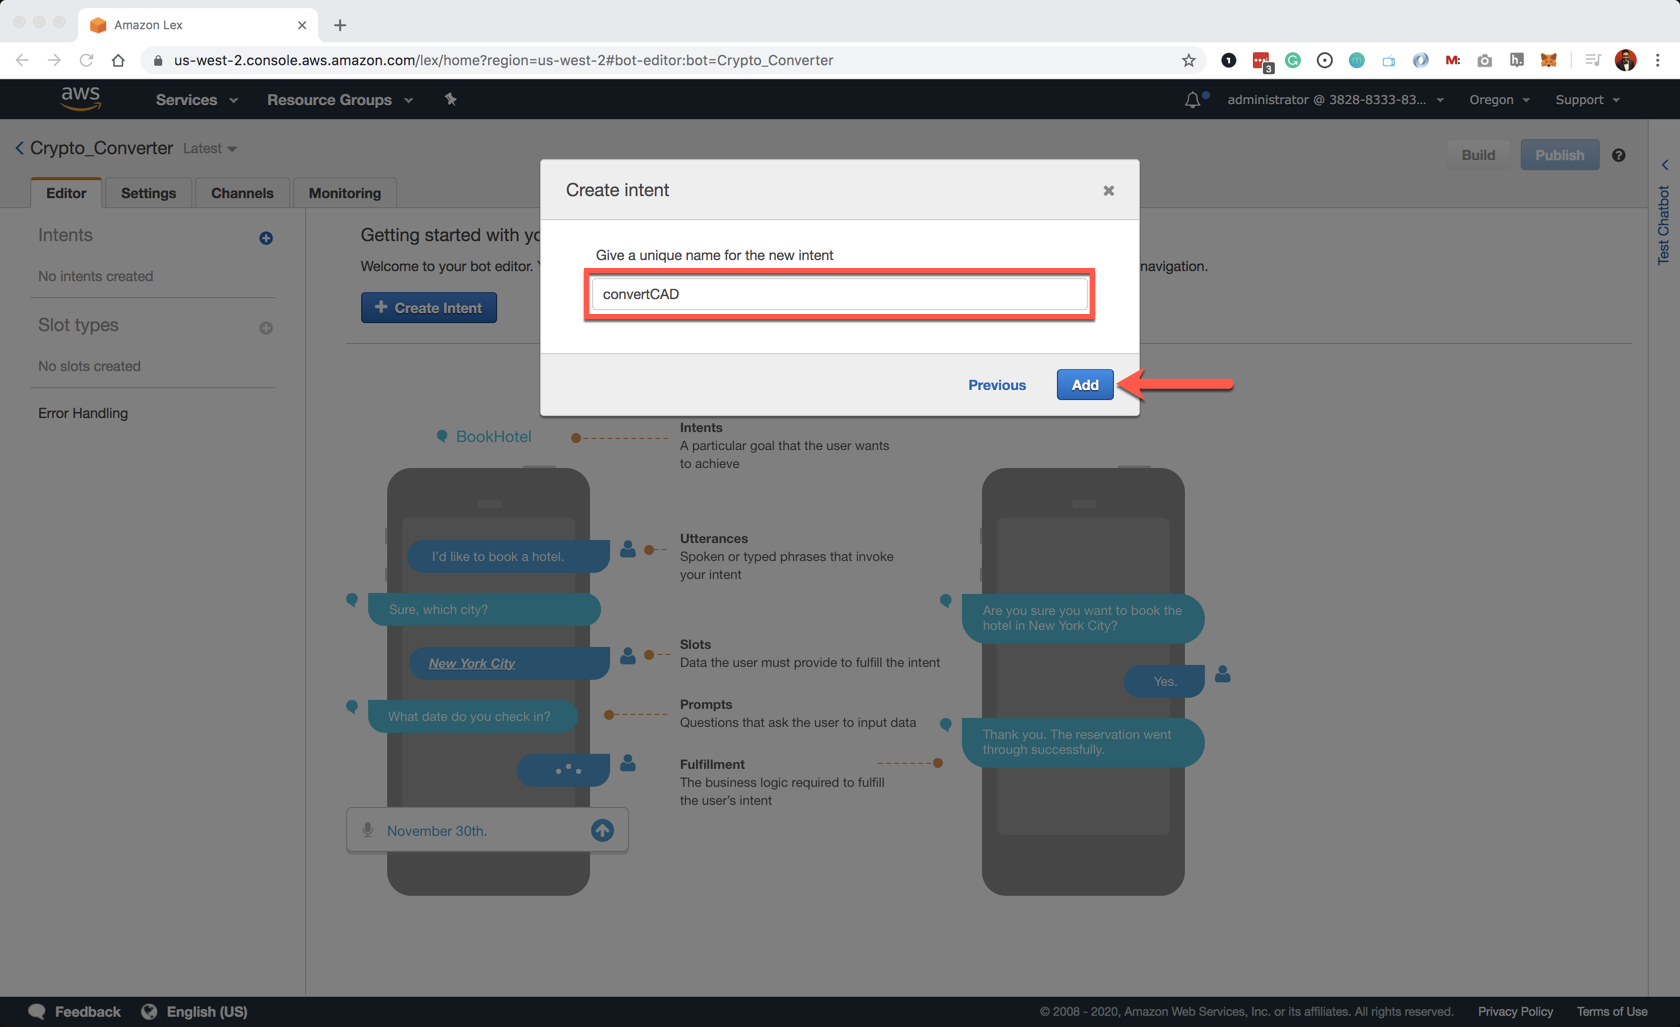 Amazon Lex
us-west-2.console.aws.amazon.com/lex/home?region=us-west-2#bot-editor:bot=Crypto_Converter
1
3
M:
h.
aws
Services
Resource Groups
administrator @ 3828-8333-83...
Oregon
Support
Crypto_Converter
Latest
Build
Publish
?
Editor
Settings
Channels
Monitoring
Test Chatbot
Create intent
Intents
No intents created
Slot types
No slots created
Error Handling
Getting started with yo
Welcome to your bot editor.
navigation.
Create Intent
Give a unique name for the new intent
convertCAD
Previous
Add
BookHotel
Intents
A particular goal that the user wants
to achieve
I'd like to book a hotel.
Utterances
Spoken or typed phrases that invoke
your intent
Sure, which city?
Slots
Data the user must provide to fulfill the intent
New York City
Prompts
Questions that ask the user to input data
What date do you check in?
Fulfillment
The business logic required to fulfill
the user's intent
November 30th.
Are you sure you want to book the
hotel in New York City?
Yes.
Thank you. The reservation went
through successfully.
Feedback
English (US)
© 2008 - 2020, Amazon Web Services, Inc. or its affiliates. All rights reserved.
Privacy Policy
Terms of Use